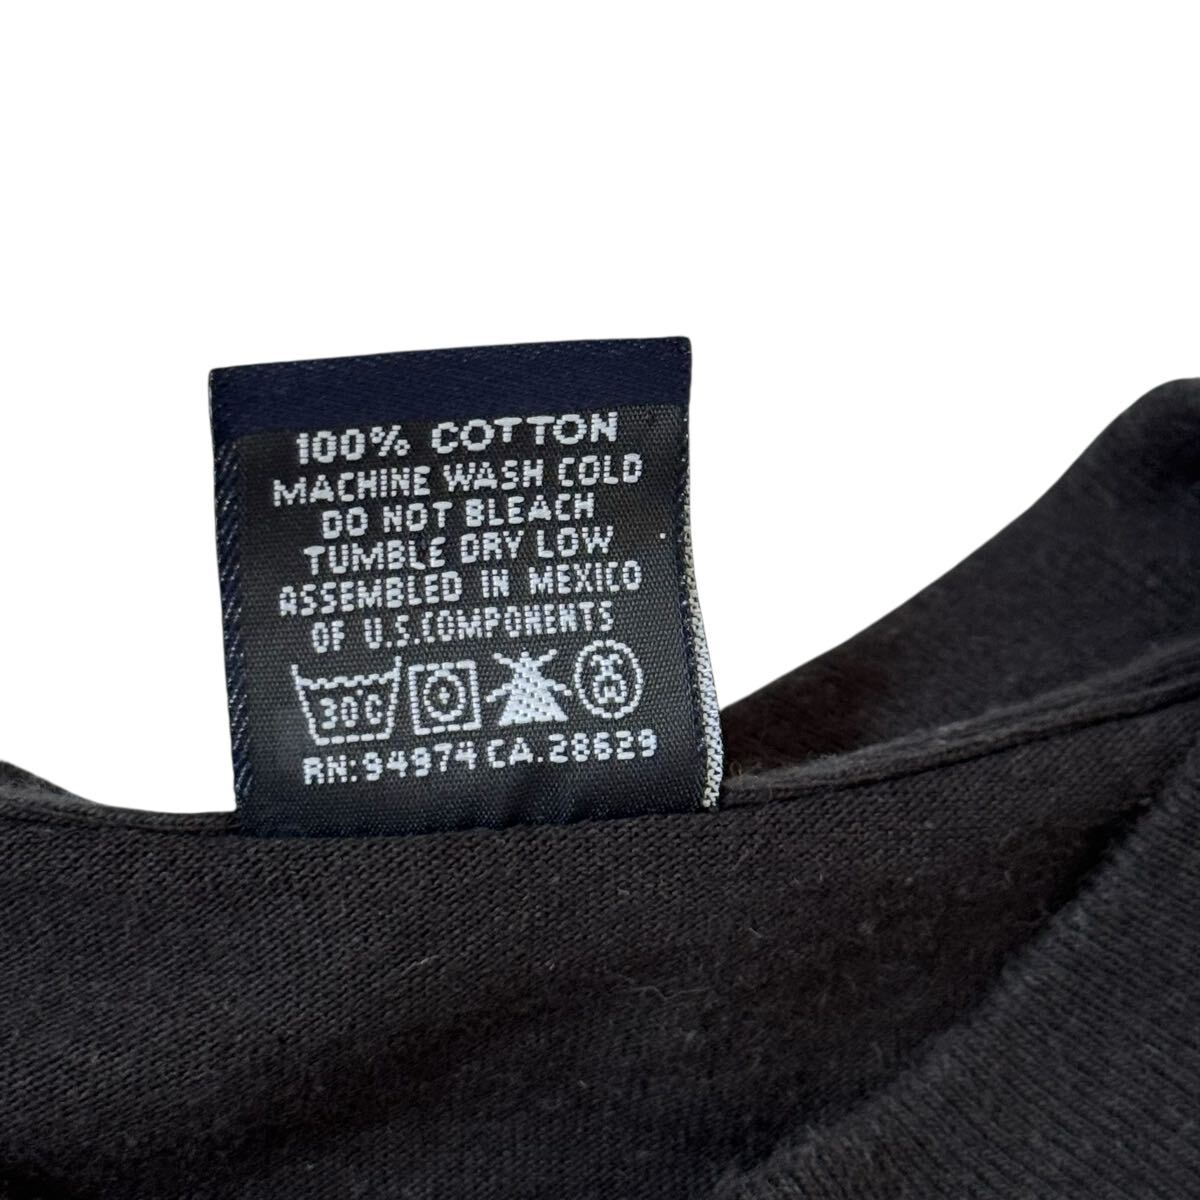 100% COTTON
MACHINE WASH COLD
DO NOT BLEACH
TUMBLE DRY LOW
ASSEMBLED IN MEXICO
OF U.S.COMPONENTS
30°C
RN:94974 CA.28629